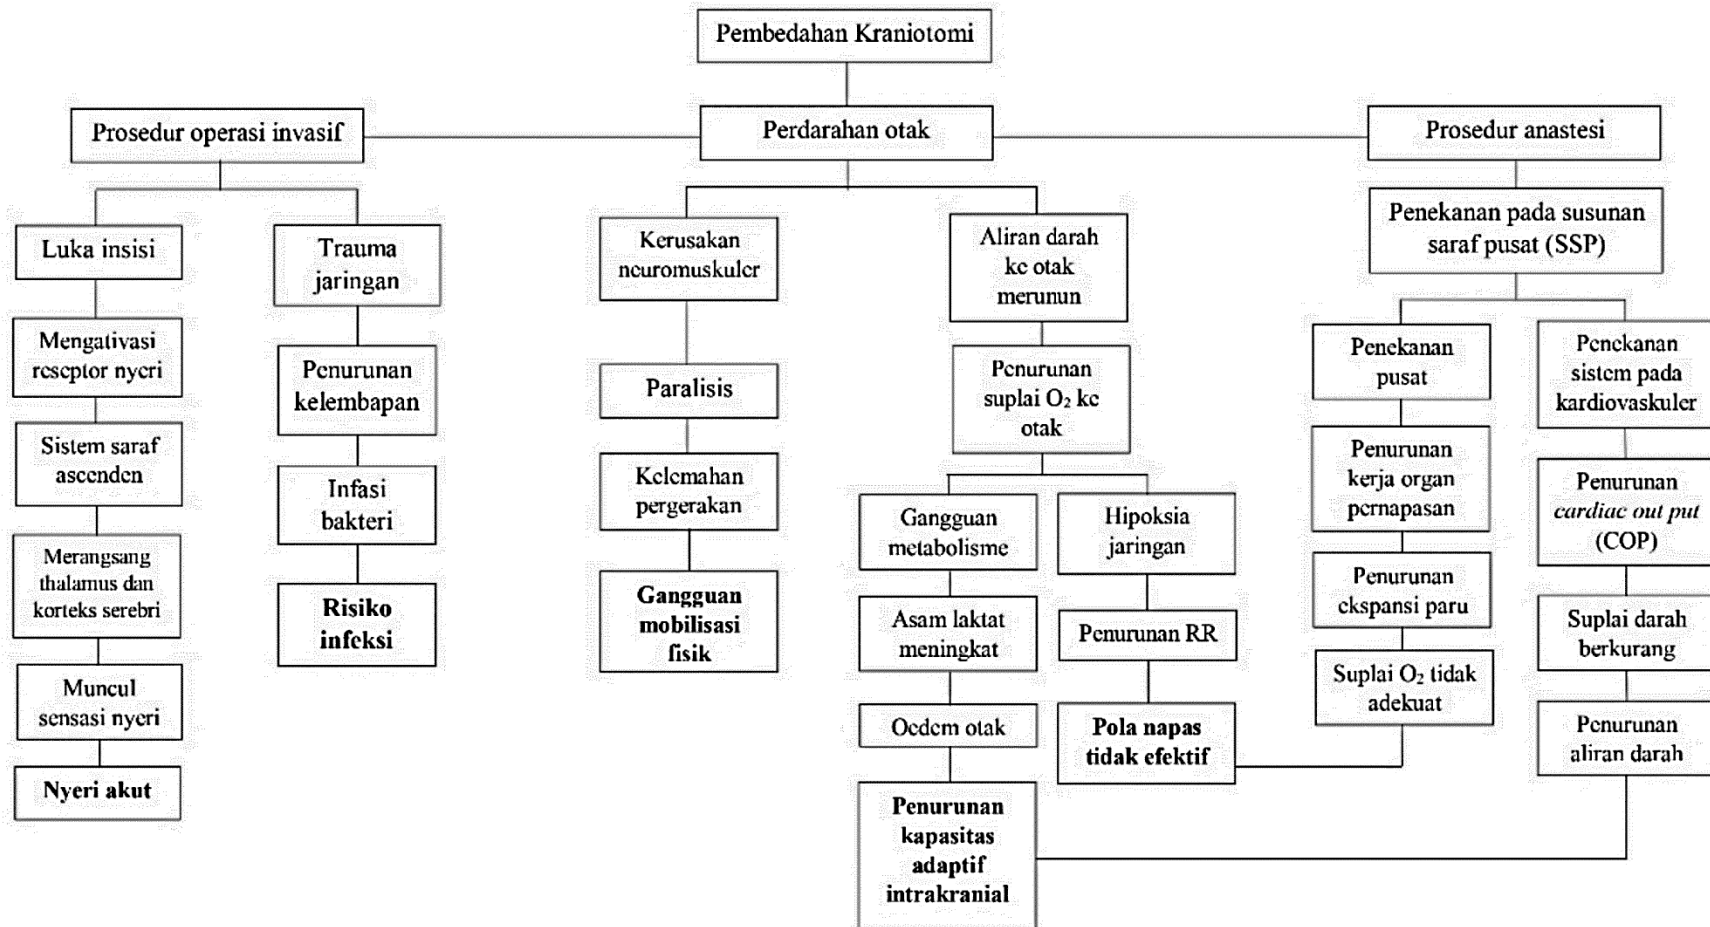 Pembedahan Kraniotomi
Prosedur operasi invasif
Perdarahan otak
Prosedur anastesi
Luka insisi
Mengativasi
reseptor nyeri
Sistem saraf
ascenden
Merangsang
thalamus dan
korteks serebri
Muncul
sensasi nyeri
Nyeri akut
Trauma
jaringan
Penurunan
kelembapan
Infasi
bakteri
Risiko
infeksi
Kerusakan
neuromuskuler
Paralisis
Kelemahan
pergerakan
Gangguan
mobilisasi
fisik
Aliran darah
ke otak
merunun
Penurunan
suplai O₂ ke
otak
Gangguan
metabolisme
Asam laktat
meningkat
Oedem otak
Penurunan
kapasitas
adaptif
intrakranial
Hipoksia
jaringan
Penurunan RR
Pola napas
tidak efektif
Penekanan pada susunan
saraf pusat (SSP)
Penekanan
pusat
Penurunan
kerja organ
pernapasan
Penurunan
ekspansi paru
Suplai O₂ tidak
adekuat
Penekanan
sistem pada
kardiovaskuler
Penurunan
cardiac out put
(COP)
Suplai darah
berkurang
Penurunan
aliran darah